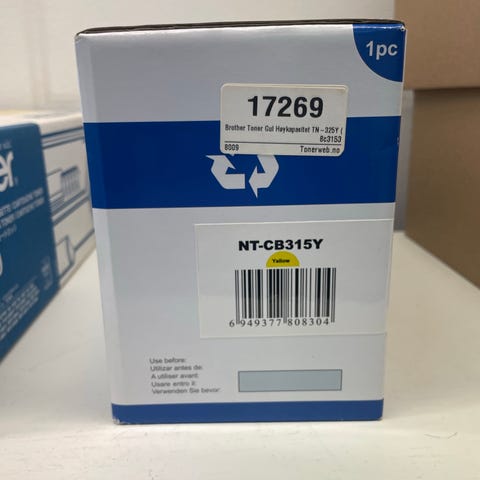 1pc
17269
Brother Toner Gul Høykapasitet TN-325Y (
8009
Tonerweb.no
NT-CB315Y
Yellow
6 949377 808304
Use before:
Utilizar antes de:
A utiliser avant:
Usare entro il:
Verwenden Sie bevor: